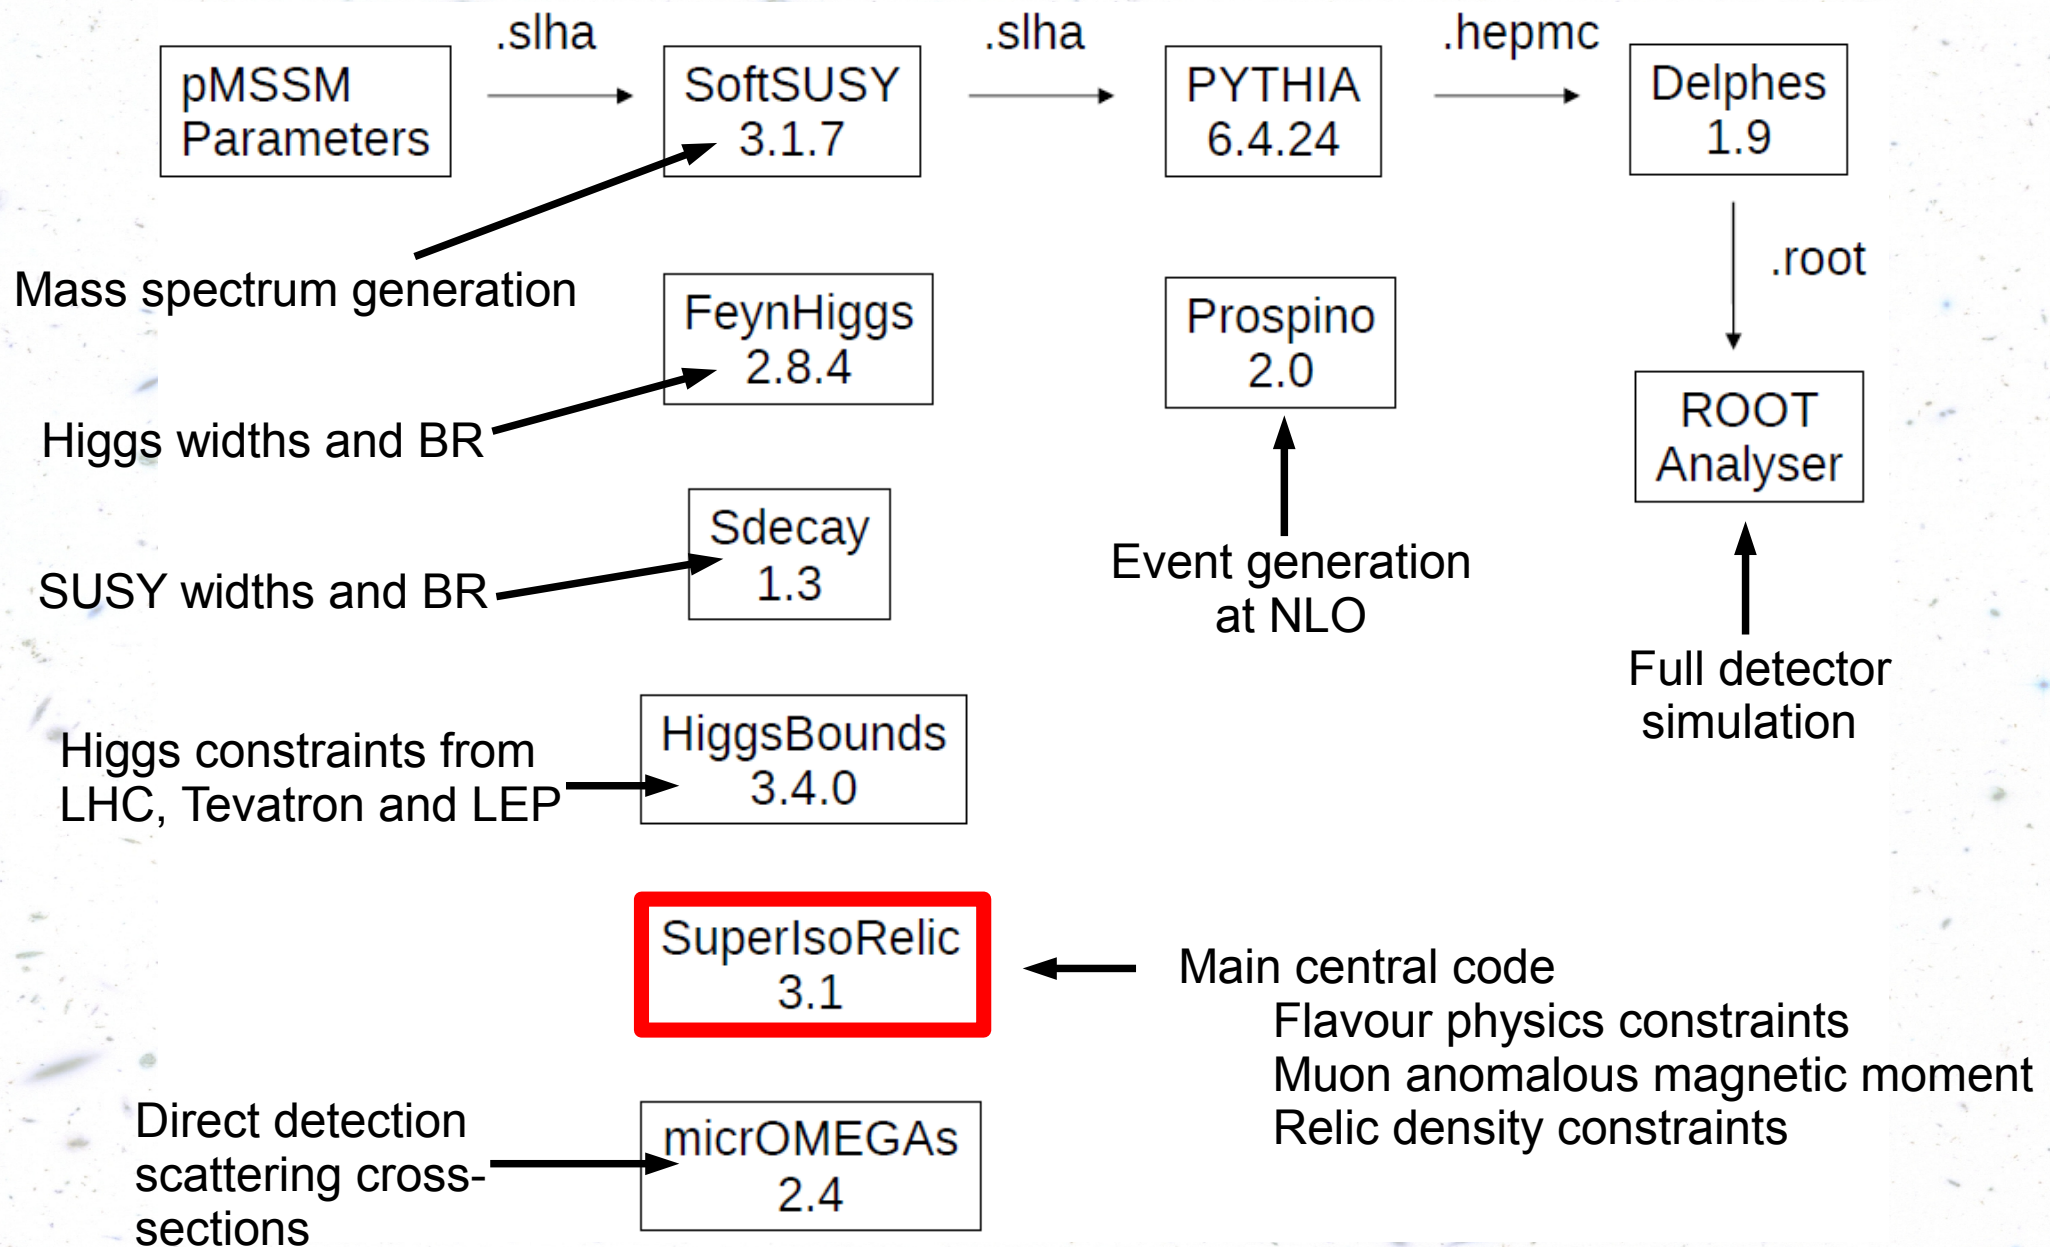 .slha
.slha
.hepmc
pMSSM
Parameters
SoftSUSY
3.1.7
PYTHIA
6.4.24
Delphes
1.9
.root
Mass spectrum generation
FeynHiggs
2.8.4
Prospino
2.0
ROOT
Analyser
Higgs widths and BR
Sdecay
1.3
SUSY widths and BR
Event generation
at NLO
Full detector
simulation
HiggsBounds
3.4.0
Higgs constraints from
LHC, Tevatron and LEP
SuperIsoRelic
3.1
Main central code
Flavour physics constraints
Muon anomalous magnetic moment
Relic density constraints
Direct detection
scattering cross-
sections
micrOMEGAs
2.4